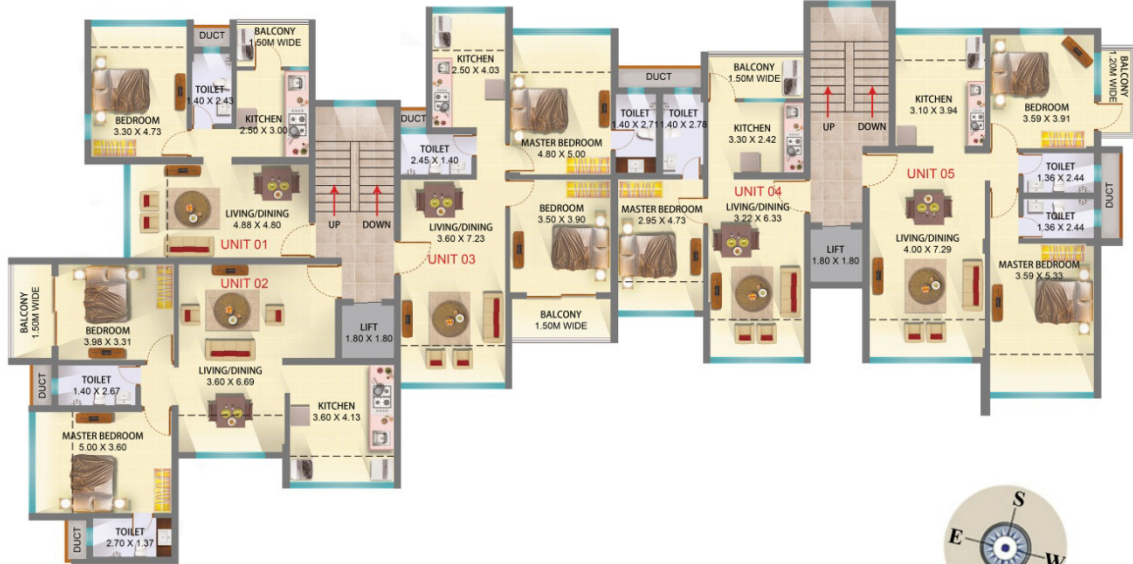 DUCT
BEDROOM
3.30 X 4.73
TOILET
1.40 X 2.43
BALCONY
1.50M WIDE
KITCHEN
2.50 X 3.00
LIVING/DINING
4.88 X 4.80
UNIT 01
UP
DOWN
LIFT
1.80 X 1.80
UNIT 02
BALCONY
1.50M WIDE
BEDROOM
3.98 X 3.31
LIVING/DINING
3.60 X 6.69
DUCT
TOILET
1.40 X 2.67
KITCHEN
3.60 X 4.13
MASTER BEDROOM
5.00 X 3.60
DUCT
TOILET
2.70 X 1.37
KITCHEN
2.50 X 4.03
DUCT
TOILET
2.45 X 1.40
MASTER BEDROOM
4.80 X 5.00
LIVING/DINING
3.60 X 7.23
UNIT 03
BEDROOM
3.50 X 3.90
BALCONY
1.50M WIDE
DUCT
TOILET
1.40 X 2.71
TOILET
1.40 X 2.78
BALCONY
1.50M WIDE
KITCHEN
3.30 X 2.42
UNIT 04
MASTER BEDROOM
2.95 X 4.73
LIVING/DINING
3.22 X 6.33
UP
DOWN
LIFT
1.80 X 1.80
KITCHEN
3.10 X 3.94
BEDROOM
3.59 X 3.91
BALCONY
1.20M WIDE
UNIT 05
TOILET
1.36 X 2.44
TOILET
1.36 X 2.44
DUCT
LIVING/DINING
4.00 X 7.29
MASTER BEDROOM
3.59 X 5.33
S
E
W